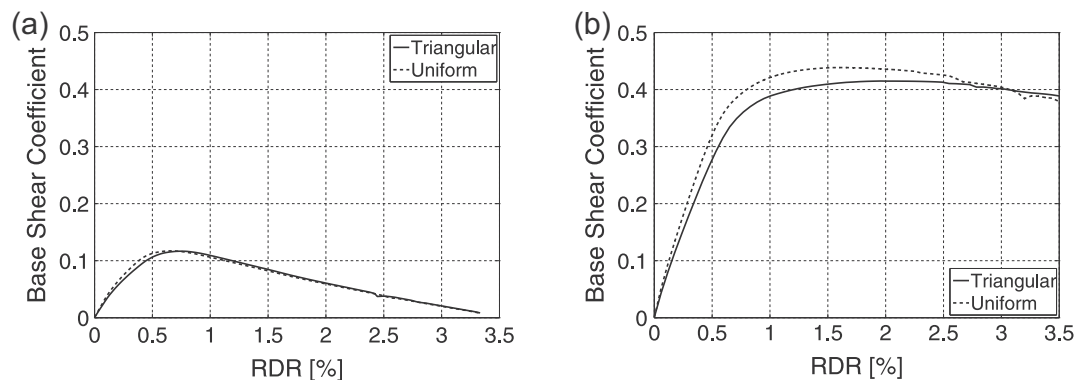 (a)
0.5
0.4
0.3
0.2
0.1
0
Base Shear Coefficient
Triangular
Uniform
0 0.5 1 1.5 2 2.5 3 3.5
RDR [%]
(b)
0.5
0.4
0.3
0.2
0.1
0
Base Shear Coefficient
Triangular
Uniform
0 0.5 1 1.5 2 2.5 3 3.5
RDR [%]